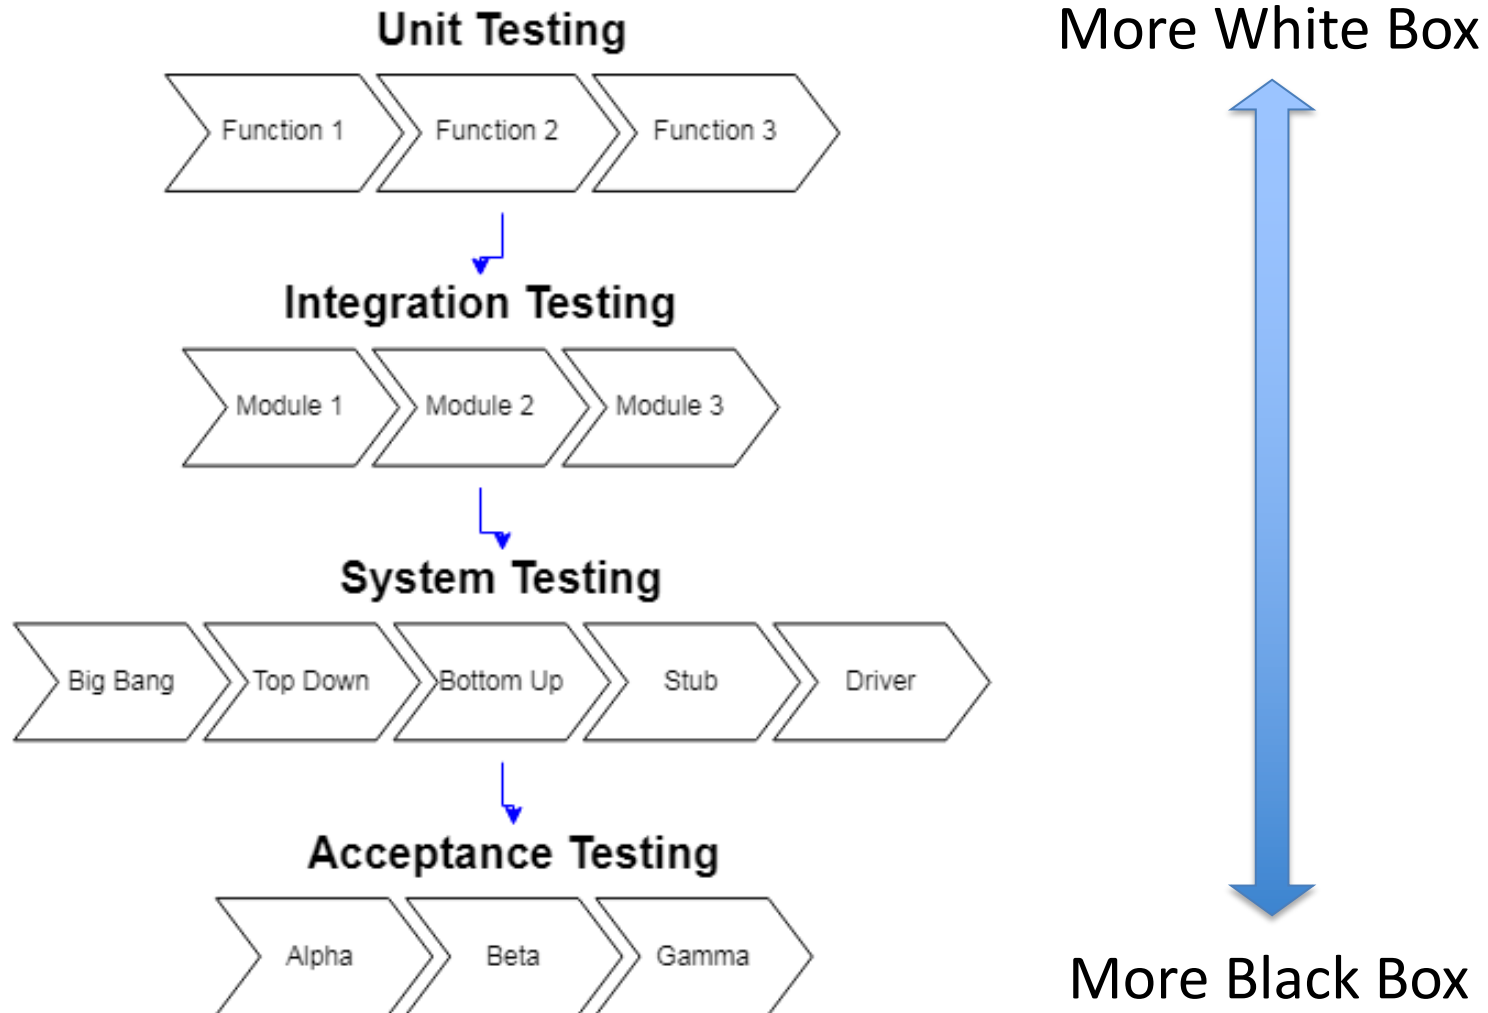 Unit Testing
More White Box
Function 1
Function 2
Function 3
Integration Testing
Module 1
Module 2
Module 3
System Testing
Big Bang
Top Down
Bottom Up
Stub
Driver
Acceptance Testing
Alpha
Beta
Gamma
More Black Box